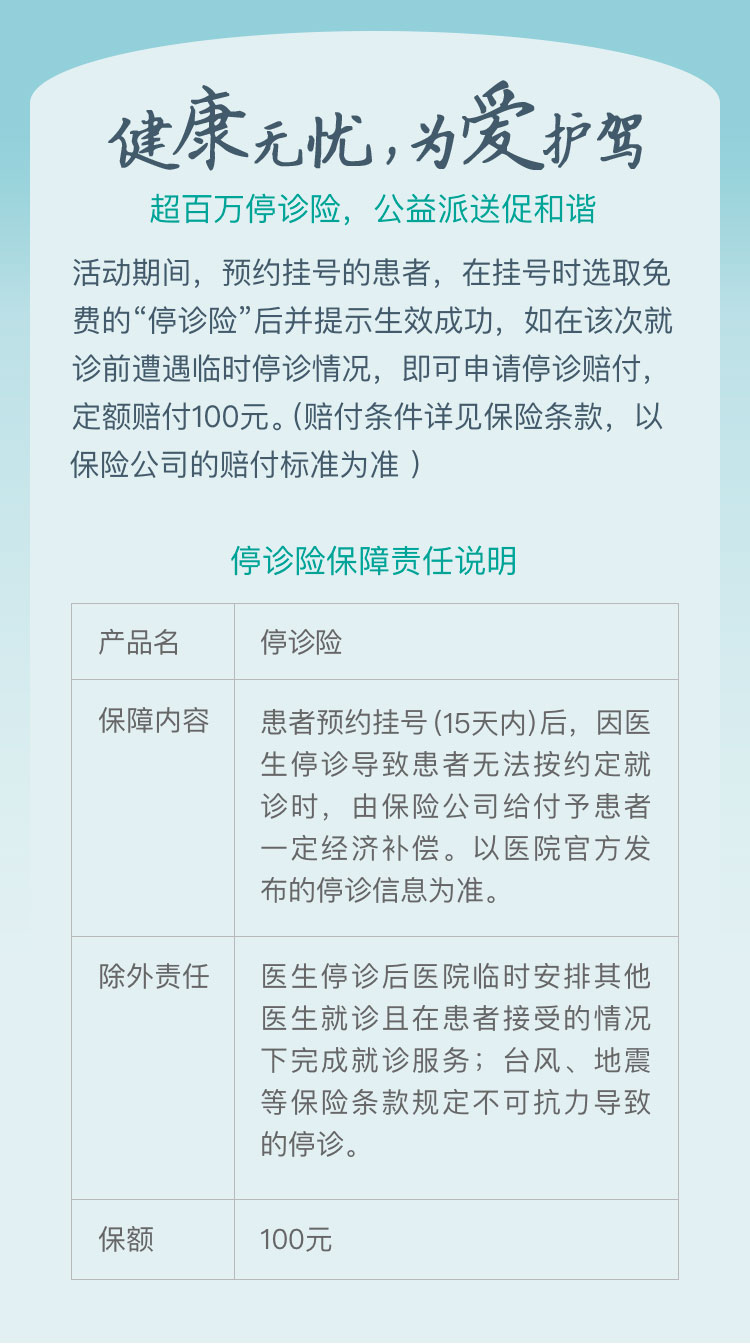 健康无忧，为爱护驾
超百万停诊险，公益派送促和谐
活动期间，预约挂号的患者，在挂号时选取免
费的“停诊险”后并提示生效成功，如在该次就
诊前遭遇临时停诊情况，即可申请停诊赔付，
定额赔付100元。(赔付条件详见保险条款，以
保险公司的赔付标准为准 )
停诊险保障责任说明
产品名
停诊险
保障内容
患者预约挂号(15天内)后，因医
生停诊导致患者无法按约定就
诊时，由保险公司给付予患者
一定经济补偿。以医院官方发
布的停诊信息为准。
除外责任
医生停诊后医院临时安排其他
医生就诊且在患者接受的情况
下完成就诊服务；台风、地震
等保险条款规定不可抗力导致
的停诊。
保额
100元